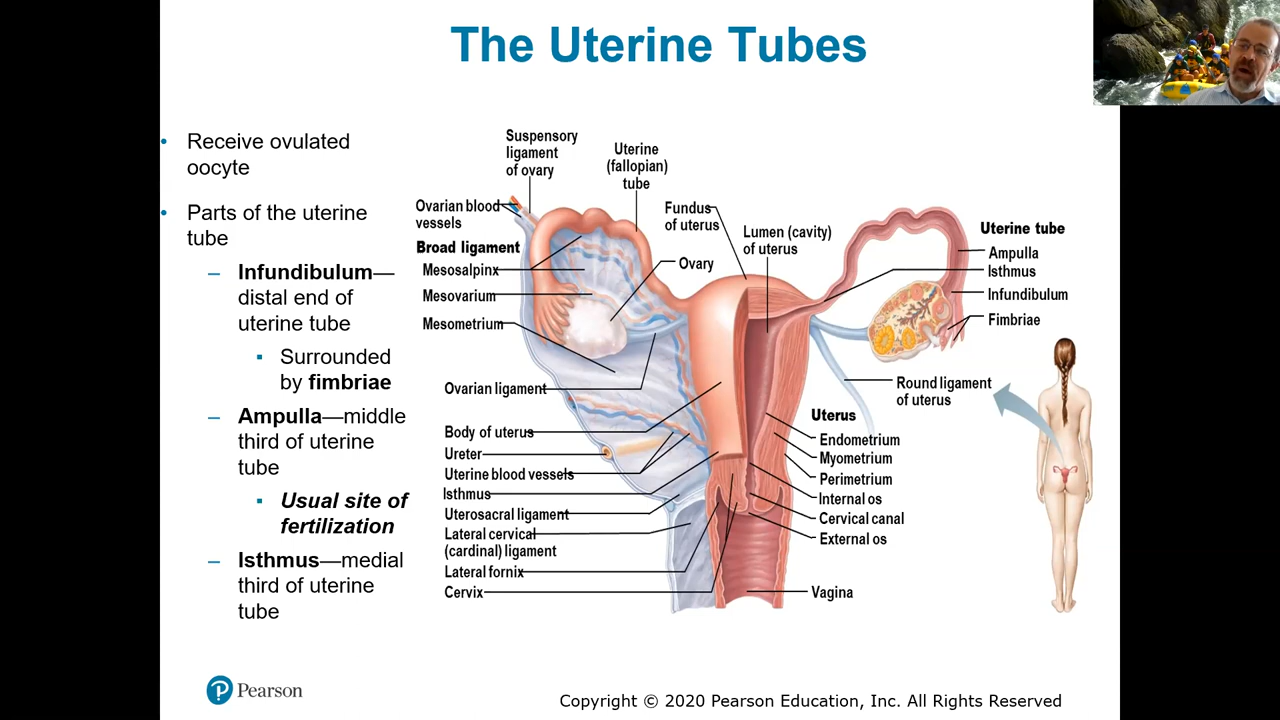 The Uterine Tubes
• Receive ovulated
oocyte
• Parts of the uterine
tube
– Infundibulum—
distal end of
uterine tube
▪ Surrounded
by fimbriae
– Ampulla—middle
third of uterine
tube
▪ Usual site of
fertilization
– Isthmus—medial
third of uterine
tube
Suspensory
ligament
of ovary
Uterine
(fallopian)
tube
Ovarian blood
vessels
Broad ligament
Mesosalpinx
Mesovarium
Mesometrium
Ovarian ligament
Body of uterus
Ureter
Uterine blood vessels
Isthmus
Uterosacral ligament
Lateral cervical
(cardinal) ligament
Lateral fornix
Cervix
Fundus
of uterus
Ovary
Lumen (cavity)
of uterus
Uterine tube
Ampulla
Isthmus
Infundibulum
Fimbriae
Round ligament
of uterus
Uterus
Endometrium
Myometrium
Perimetrium
Internal os
Cervical canal
External os
Vagina
Pearson
Copyright © 2020 Pearson Education, Inc. All Rights Reserved